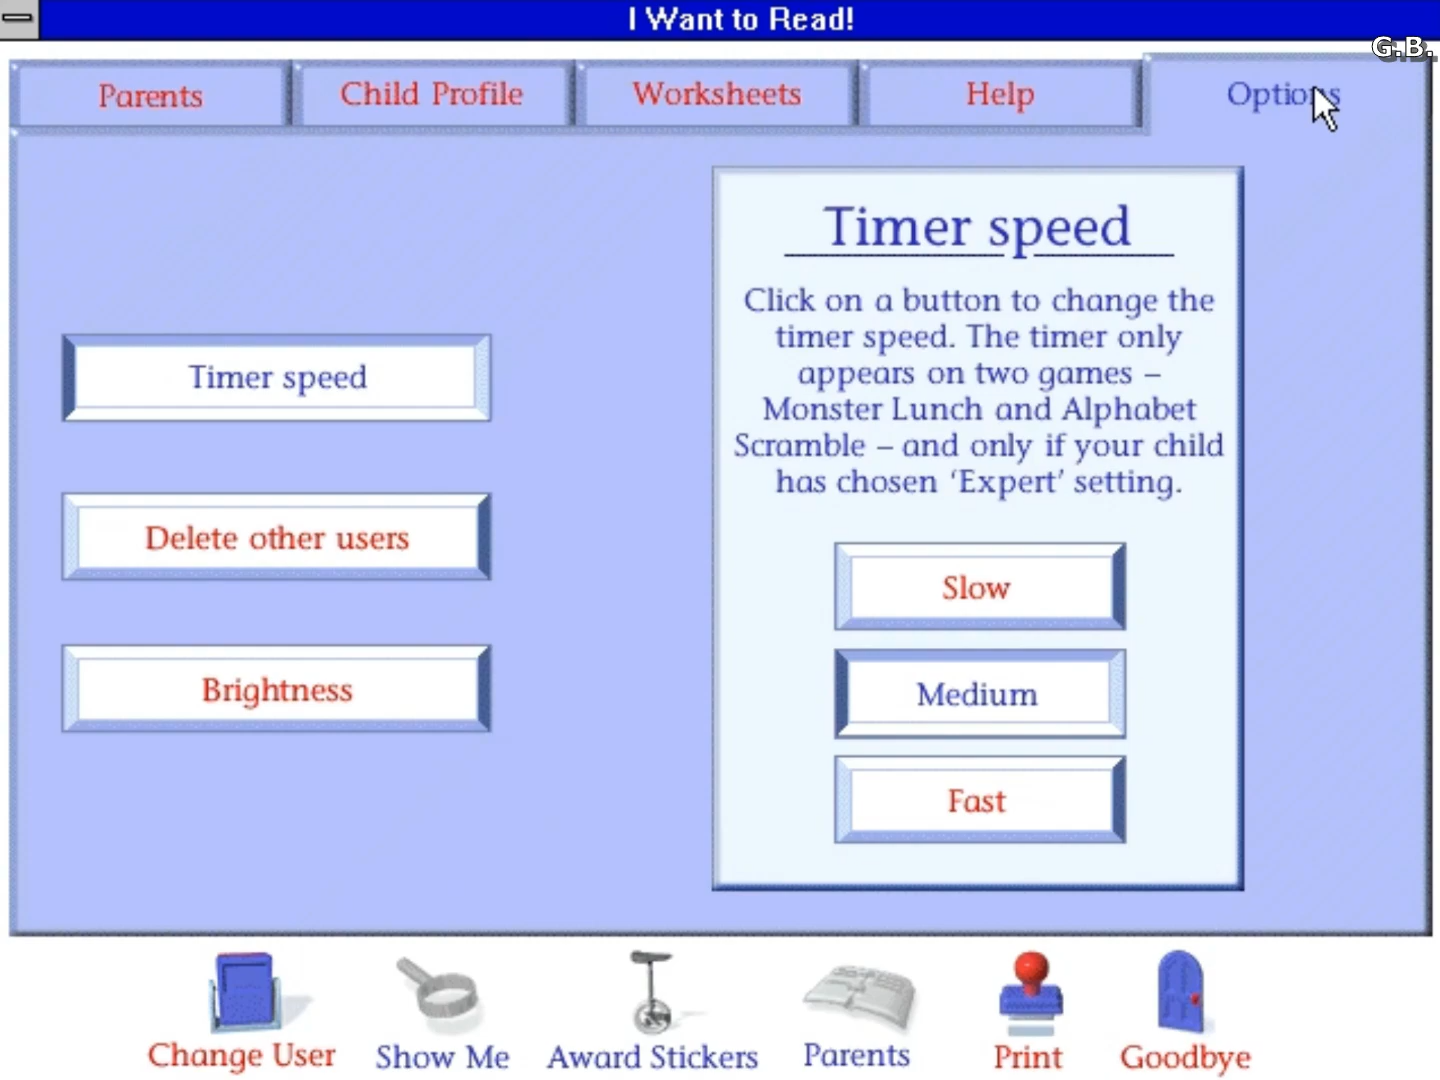 I Want to Read!
G.B.
Parents
Child Profile
Worksheets
Help
Options
Timer speed
Click on a button to change the
timer speed. The timer only
appears on two games –
Monster Lunch and Alphabet
Scramble – and only if your child
has chosen ‘Expert’ setting.
Timer speed
Delete other users
Brightness
Slow
Medium
Fast
Change User
Show Me
Award Stickers
Parents
Print
Goodbye